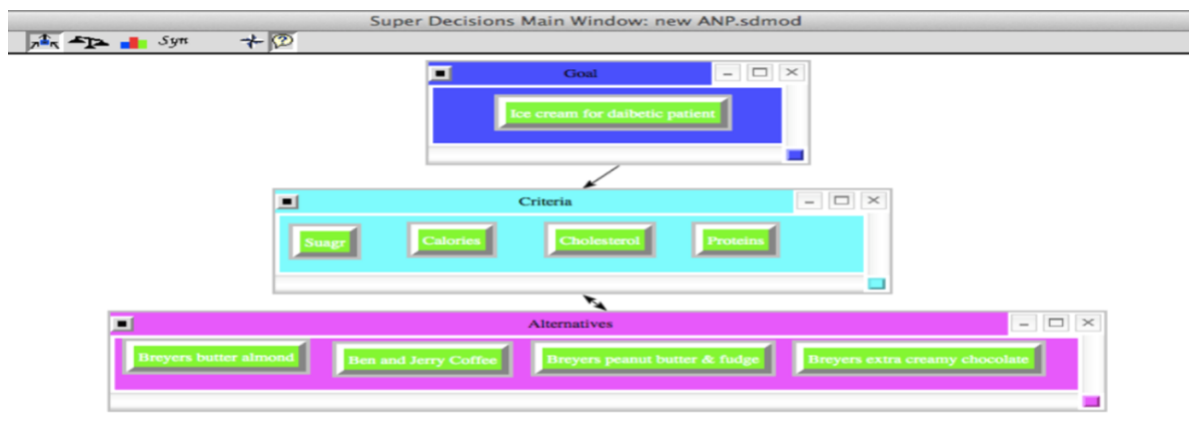 Super Decisions Main Window: new ANP.sdmod
Syn
Goal
Ice cream for daibetic patient
Criteria
Suagr Calories Cholesterol Proteins
Alternatives
Breyers butter almond Ben and Jerry Coffee Breyers peanut butter & fudge Breyers extra creamy chocolate